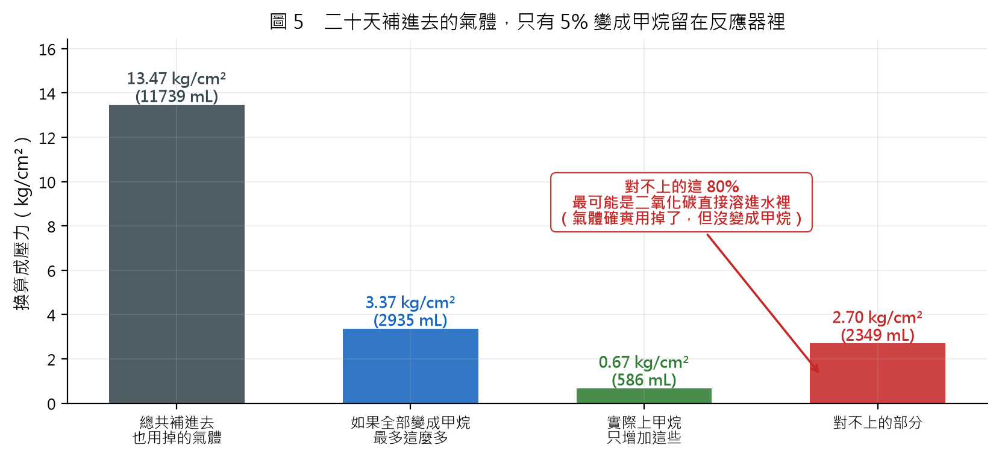 圖 5　二十天補進去的氣體，只有 5% 變成甲烷留在反應器裡
換算成壓力（kg/cm²）
16
14
12
10
8
6
4
2
0
13.47 kg/cm²
(11739 mL)
3.37 kg/cm²
(2935 mL)
0.67 kg/cm²
(586 mL)
2.70 kg/cm²
(2349 mL)
對不上的這 80%
最可能是二氧化碳直接溶進水裡
（氣體確實用掉了，但沒變成甲烷）
總共補進去
也用掉的氣體
如果全部變成甲烷
最多這麼多
實際上甲烷
只增加這些
對不上的部分